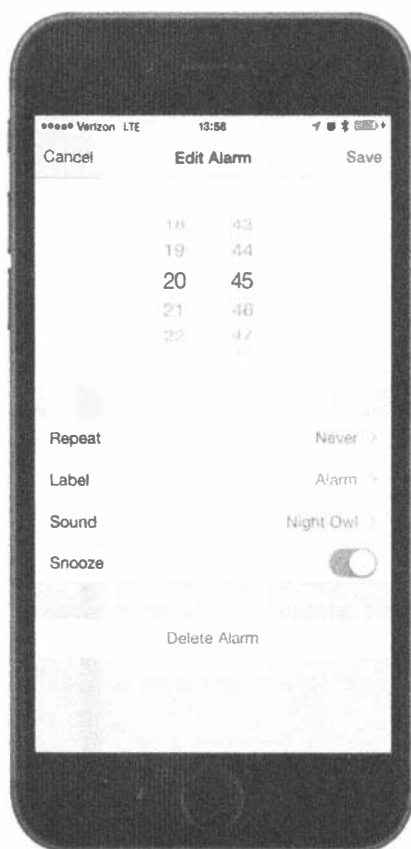 Verizon LTE 13:58
Cancel Edit Alarm Save
18 43
19 44
20 45
21 46
22 47
Repeat Never >
Label Alarm >
Sound Night Owl >
Snooze
Delete Alarm